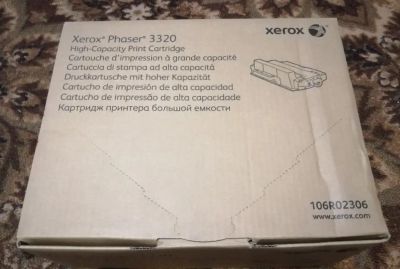 Xerox® Phaser® 3320
High-Capacity Print Cartridge
Cartouche d'impression à grande capacité
Cartuccia di stampa ad alta capacità
Druckkartusche mit hoher Kapazität
Cartucho de impresión de alta capacidad
Cartucho de impressão de alta capacidade
Картридж принтера большой емкости
xerox
106R02306
www.xerox.com